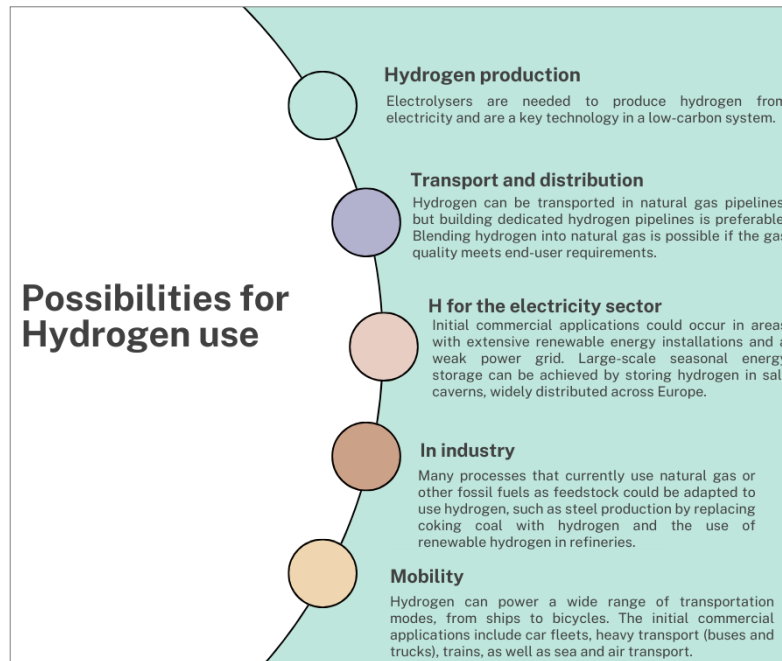 Possibilities for
Hydrogen use
Hydrogen production
Electrolysers are needed to produce hydrogen from
electricity and are a key technology in a low-carbon system.
Transport and distribution
Hydrogen can be transported in natural gas pipelines
but building dedicated hydrogen pipelines is preferable
Blending hydrogen into natural gas is possible if the gas
quality meets end-user requirements.
H for the electricity sector
Initial commercial applications could occur in areas
with extensive renewable energy installations and a
weak power grid. Large-scale seasonal energy
storage can be achieved by storing hydrogen in sal
caverns, widely distributed across Europe.
In industry
Many processes that currently use natural gas or
other fossil fuels as feedstock could be adapted to
use hydrogen, such as steel production by replacing
coking coal with hydrogen and the use of
renewable hydrogen in refineries.
Mobility
Hydrogen can power a wide range of transportation
modes, from ships to bicycles. The initial commercial
applications include car fleets, heavy transport (buses and
trucks), trains, as well as sea and air transport.